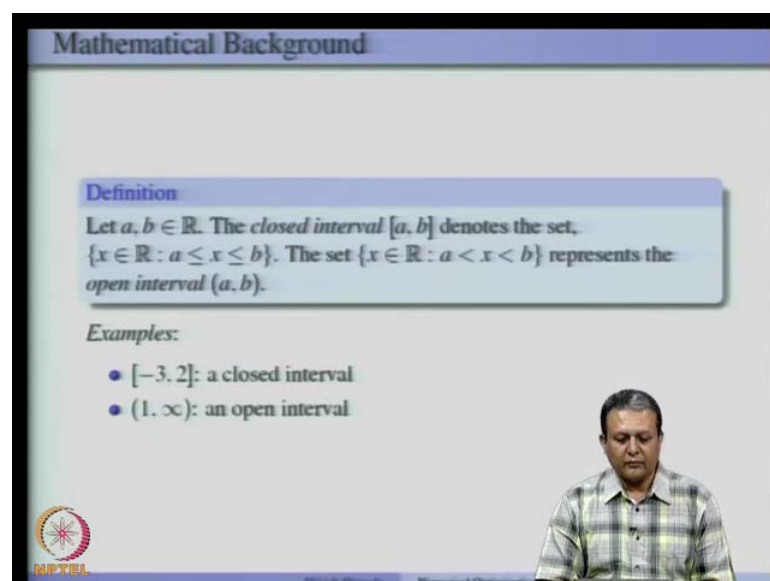 Mathematical Background
Definition
Let a, b ∈ ℝ. The closed interval [a, b] denotes the set,
{x ∈ ℝ : a ≤ x ≤ b}. The set {x ∈ ℝ : a < x < b} represents the
open interval (a, b).
Examples:
• [−3, 2]: a closed interval
• (1, ∞): an open interval
NPTEL